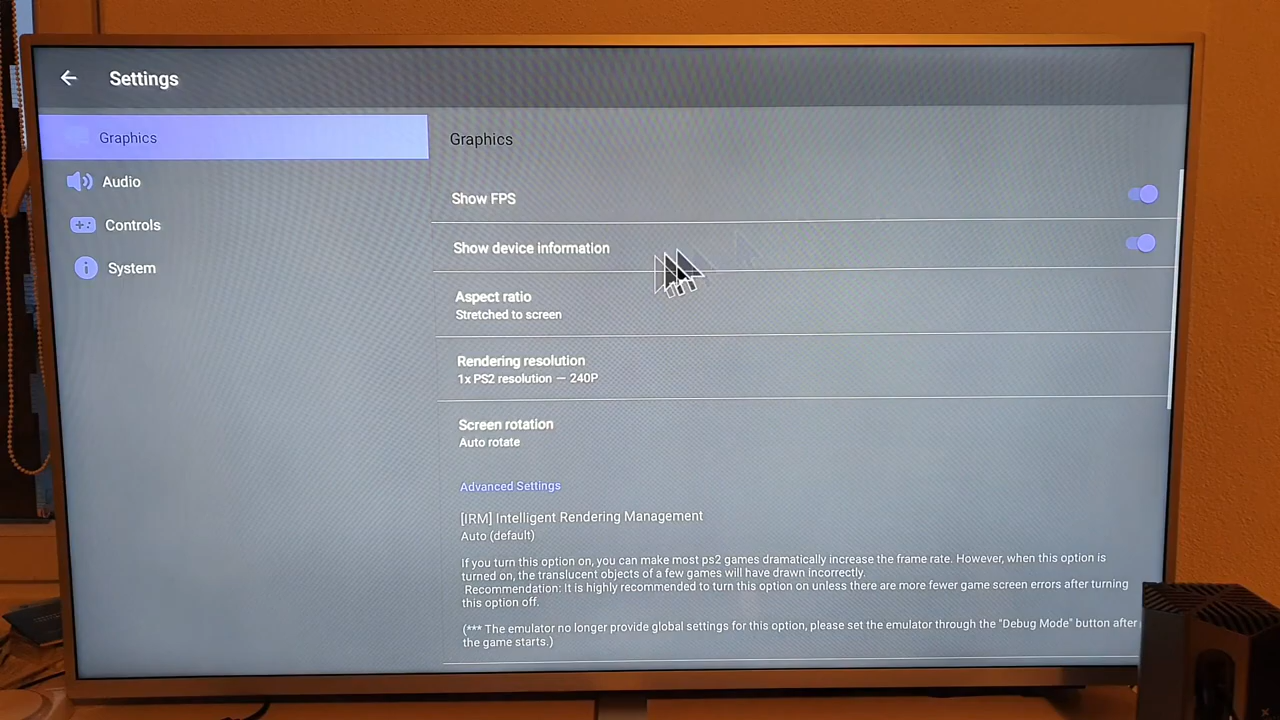 Settings
Graphics
Audio
Controls
System
Graphics
Show FPS
Show device information
Aspect ratio
Stretched to screen
Rendering resolution
1x PS2 resolution — 240P
Screen rotation
Auto rotate
Advanced Settings
[IRM] Intelligent Rendering Management
Auto (default)
If you turn this option on, you can make most ps2 games dramatically increase the frame rate. However, when this option is
turned on, the translucent objects of a few games will have drawn incorrectly.
Recommendation: It is highly recommended to turn this option on unless there are more fewer game screen errors after turning
this option off.
(*** The emulator no longer provide global settings for this option, please set the emulator through the "Debug Mode" button after
the game starts.)